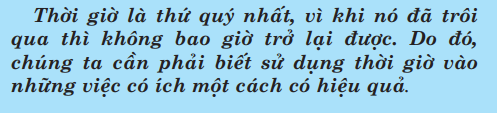 Thời giờ là thứ quý nhất, vì khi nó đã trôi
qua thì không bao giờ trở lại được. Do đó,
chúng ta cần phải biết sử dụng thời giờ vào
những việc có ích một cách có hiệu quả.